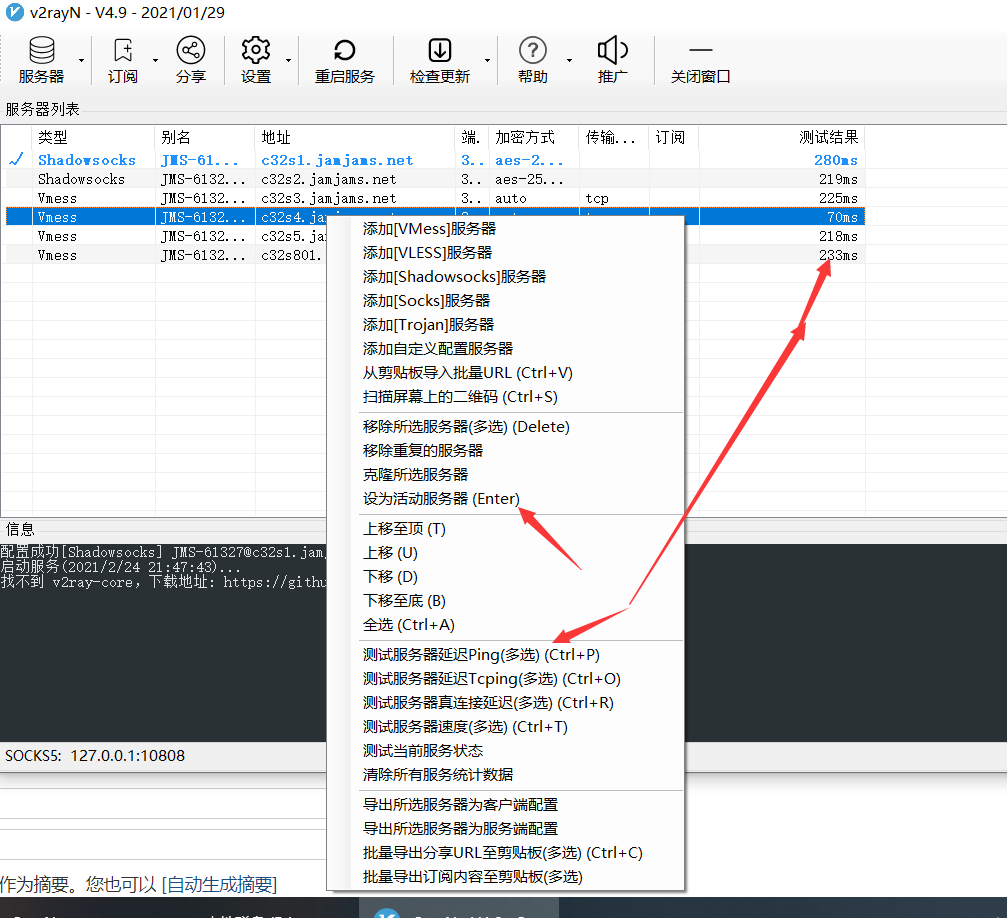 v2rayN - V4.9 - 2021/01/29
服务器 订阅 分享 设置 重启服务 检查更新 帮助 推广 关闭窗口
服务器列表
类型 别名 地址 端. 加密方式 传输... 订阅 测试结果
Shadowsocks JMS-61... c32s1.jamjams.net 3.. aes-2... 280ms
Shadowsocks JMS-6132... c32s2.jamjams.net 3.. aes-25... 219ms
Vmess JMS-6132... c32s3.jamjams.net 3.. auto tcp 225ms
Vmess JMS-6132... c32s4. 70ms
Vmess JMS-6132... c32s5. 218ms
Vmess JMS-6132... c32s801. 233ms
添加[VMess]服务器
添加[VLESS]服务器
添加[Shadowsocks]服务器
添加[Socks]服务器
添加[Trojan]服务器
添加自定义配置服务器
从剪贴板导入批量URL (Ctrl+V)
扫描屏幕上的二维码 (Ctrl+S)
移除所选服务器(多选) (Delete)
移除重复的服务器
克隆所选服务器
设为活动服务器 (Enter)
上移至顶 (T)
上移 (U)
下移 (D)
下移至底 (B)
全选 (Ctrl+A)
测试服务器延迟Ping(多选) (Ctrl+P)
测试服务器延迟Tcping(多选) (Ctrl+O)
测试服务器真连接延迟(多选) (Ctrl+R)
测试服务器速度(多选) (Ctrl+T)
测试当前服务状态
清除所有服务统计数据
导出所选服务器为客户端配置
导出所选服务器为服务端配置
批量导出分享URL至剪贴板(多选) (Ctrl+C)
批量导出订阅内容至剪贴板(多选)
信息
配置成功[Shadowsocks] JMS-61327@c32s1.jam
启动服务(2021/2/24 21:47:43)...
找不到 v2ray-core，下载地址: https://githu
SOCKS5: 127.0.0.1:10808
作为摘要。您也可以 [自动生成摘要]